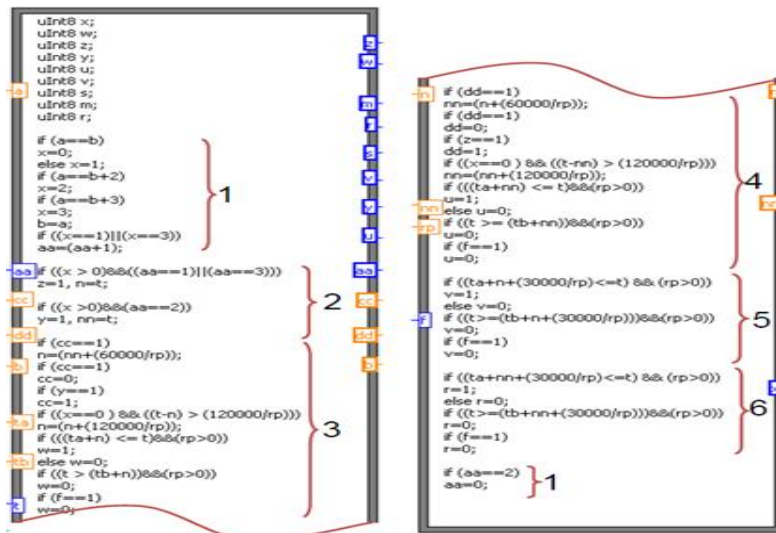 uInt8 x;
uInt8 w;
uInt8 z;
uInt8 y;
uInt8 u;
uInt8 v;
uInt8 s;
uInt8 m;
uInt8 r;
if (a==b)
x=0;
else x=1;
if (a==b+2)
x=2;
if (a==b+3)
x=3;
b=a;
if ((x==1)||(x==3))
aa=(aa+1);
1
if ((x > 0)&&((aa==1)||(aa==3)))
z=1, n=t;
if ((x >0)&&(aa==2))
y=1, nn=t;
2
if (cc==1)
n=(nn+(60000/rp));
if (cc==1)
cc=0;
if (y==1)
cc=1;
if ((x==0 ) && ((t-n) > (120000/rp)))
n=(n+(120000/rp));
if (((ta+n) <= t)&&(rp>0))
w=1;
else w=0;
if ((t > (tb+n))&&(rp>0))
w=0;
if (f==1)
w=0;
3
a
aa
cc
dd
b
ta
tb
t
z
w
m
r
s
v
y
u
aa
cc
dd
b
if (dd==1)
nn=(n+(60000/rp));
if (dd==1)
dd=0;
if (z==1)
dd=1;
if ((x==0 ) && ((t-nn) > (120000/rp)))
nn=(nn+(120000/rp));
if (((ta+nn) <= t)&&(rp>0))
u=1;
else u=0;
if ((t >= (tb+nn))&&(rp>0))
u=0;
if (f==1)
u=0;
4
if ((ta+n+(30000/rp)<=t) && (rp>0))
v=1;
else v=0;
if ((t>=(tb+n+(30000/rp)))&&(rp>0))
v=0;
if (f==1)
v=0;
5
if ((ta+nn+(30000/rp)<=t) && (rp>0))
r=1;
else r=0;
if ((t>=(tb+nn+(30000/rp)))&&(rp>0))
r=0;
if (f==1)
r=0;
6
if (aa==2)
aa=0;
1
n
nn
rp
f